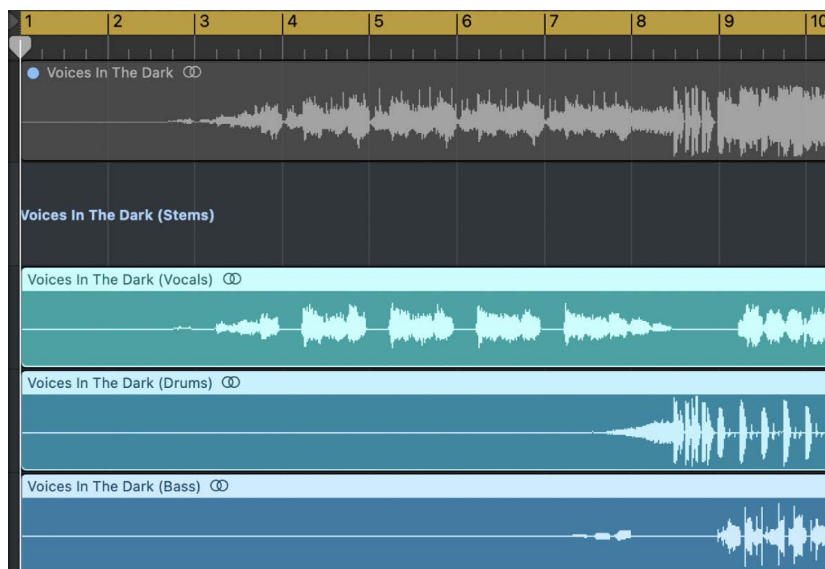 1 2 3 4 5 6 7 8 9 10
Voices In The Dark
Voices In The Dark (Stems)
Voices In The Dark (Vocals)
Voices In The Dark (Drums)
Voices In The Dark (Bass)